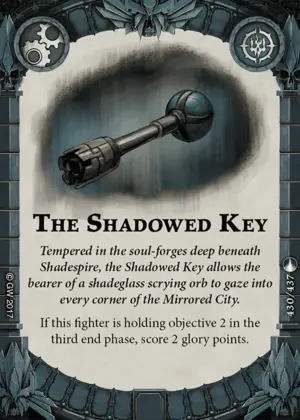 THE SHADOWED KEY
Tempered in the soul-forges deep beneath
Shadespire, the Shadowed Key allows the
bearer of a shadeglass scrying orb to gaze into
every corner of the Mirrored City.
If this fighter is holding objective 2 in the
third end phase, score 2 glory points.
© GW 2017
430/437